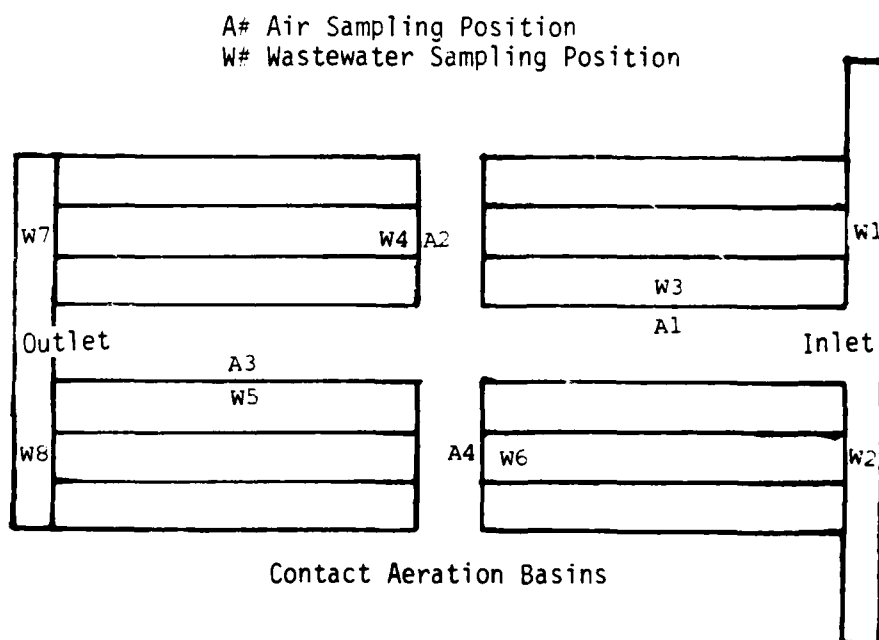 A# Air Sampling Position
W# Wastewater Sampling Position
W7 W4 A2 W1
W3
A1
Outlet Inlet
A3
W5
W8 A4 W6 W2
Contact Aeration Basins